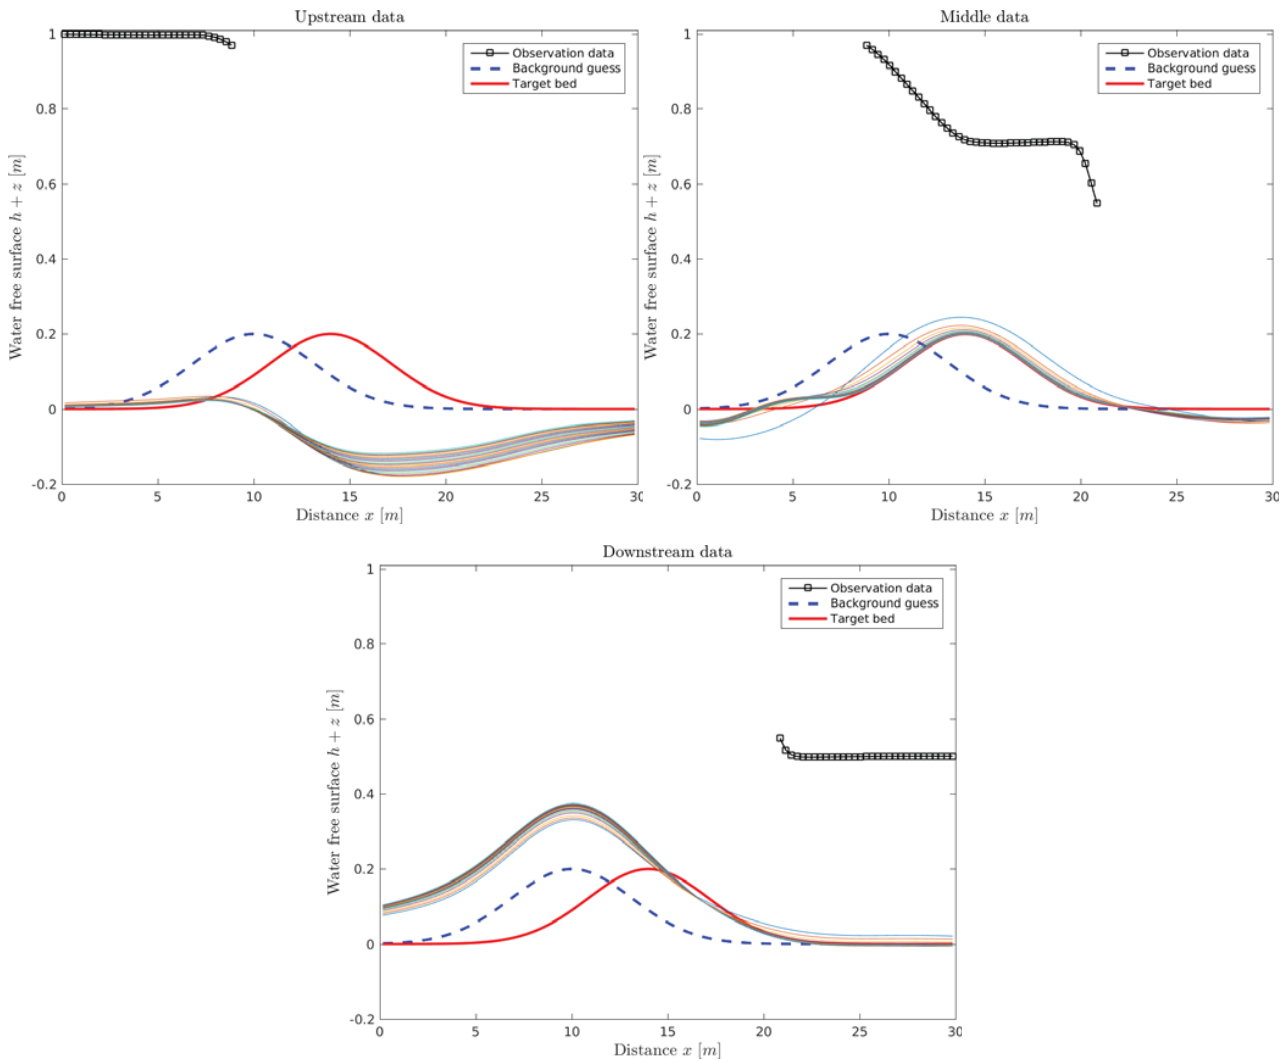 Upstream data
1
0.8
0.6
0.4
0.2
0
-0.2
0 5 10 15 20 25 30
Water free surface h + z [m]
Distance x [m]
Observation data
Background guess
Target bed
Middle data
1
0.8
0.6
0.4
0.2
0
-0.2
0 5 10 15 20 25 30
Water free surface h + z [m]
Distance x [m]
Observation data
Background guess
Target bed
Downstream data
1
0.8
0.6
0.4
0.2
0
-0.2
0 5 10 15 20 25 30
Water free surface h + z [m]
Distance x [m]
Observation data
Background guess
Target bed